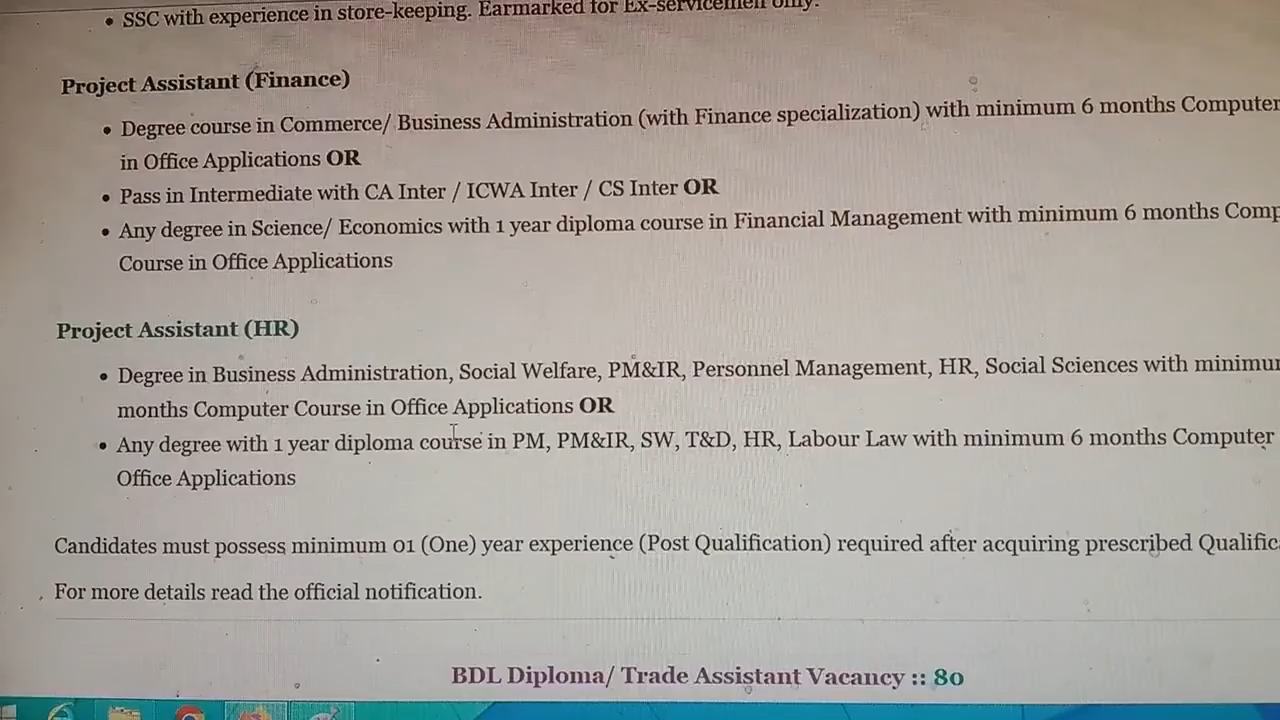 SSC with experience in store-keeping. Earmarked for Ex-servicemen only.
Project Assistant (Finance)
Degree course in Commerce/ Business Administration (with Finance specialization) with minimum 6 months Computer
in Office Applications OR
Pass in Intermediate with CA Inter / ICWA Inter / CS Inter OR
Any degree in Science/ Economics with 1 year diploma course in Financial Management with minimum 6 months Comp
Course in Office Applications
Project Assistant (HR)
Degree in Business Administration, Social Welfare, PM&IR, Personnel Management, HR, Social Sciences with minimu
months Computer Course in Office Applications OR
Any degree with 1 year diploma course in PM, PM&IR, SW, T&D, HR, Labour Law with minimum 6 months Computer
Office Applications
Candidates must possess minimum 01 (One) year experience (Post Qualification) required after acquiring prescribed Qualific
For more details read the official notification.
BDL Diploma/ Trade Assistant Vacancy :: 80